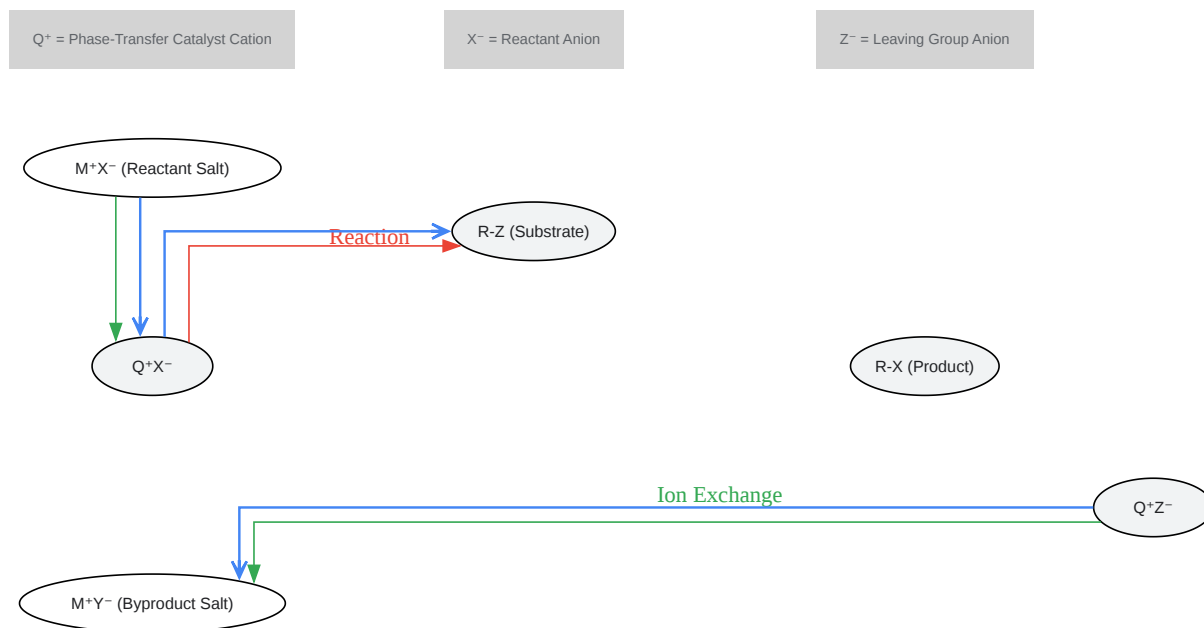 Q⁺ = Phase-Transfer Catalyst Cation
X⁻ = Reactant Anion
Z⁻ = Leaving Group Anion
M⁺X⁻ (Reactant Salt)
R-Z (Substrate)
Reaction
Q⁺X⁻
R-X (Product)
Ion Exchange
Q⁺Z⁻
M⁺Y⁻ (Byproduct Salt)